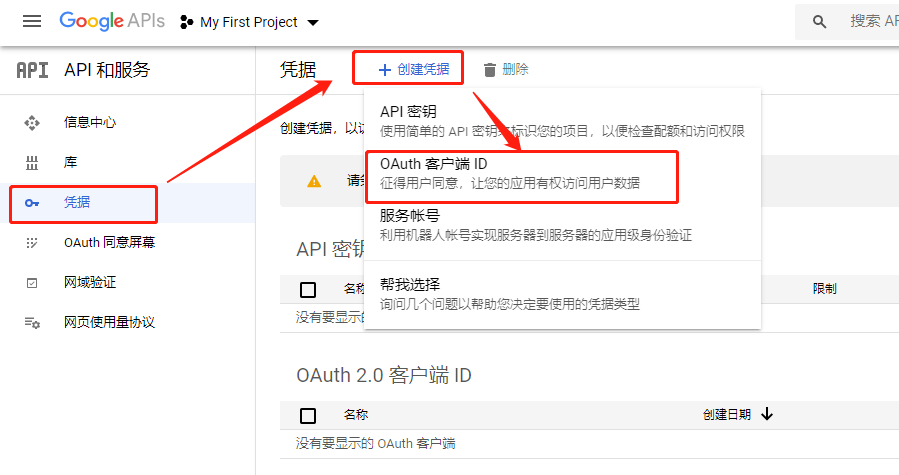 Google APIs My First Project 搜索 AP
API API 和服务
凭据 创建凭据 删除
信息中心
库
凭据
OAuth 同意屏幕
网域验证
网页使用量协议
API 密钥
使用简单的 API 密钥来标识您的项目，以便检查配额和访问权限
创建凭据，以访
OAuth 客户端 ID
征得用户同意，让您的应用有权访问用户数据
服务帐号
利用机器人帐号实现服务器到服务器的应用级身份验证
API 密钥
帮我选择
询问几个问题以帮助您决定要使用的凭据类型
名称 限制
没有要显示的
OAuth 2.0 客户端 ID
名称 创建日期
没有要显示的 OAuth 客户端